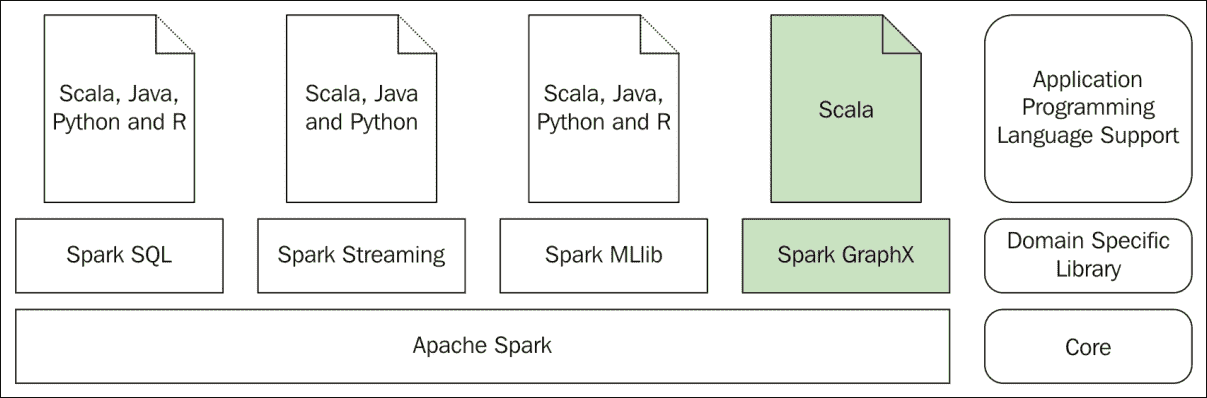 Scala, Java,
Python and R
Scala, Java
and Python
Scala, Java,
Python and R
Scala
Application
Programming
Language Support
Spark SQL
Spark Streaming
Spark MLlib
Spark GraphX
Domain Specific
Library
Apache Spark
Core